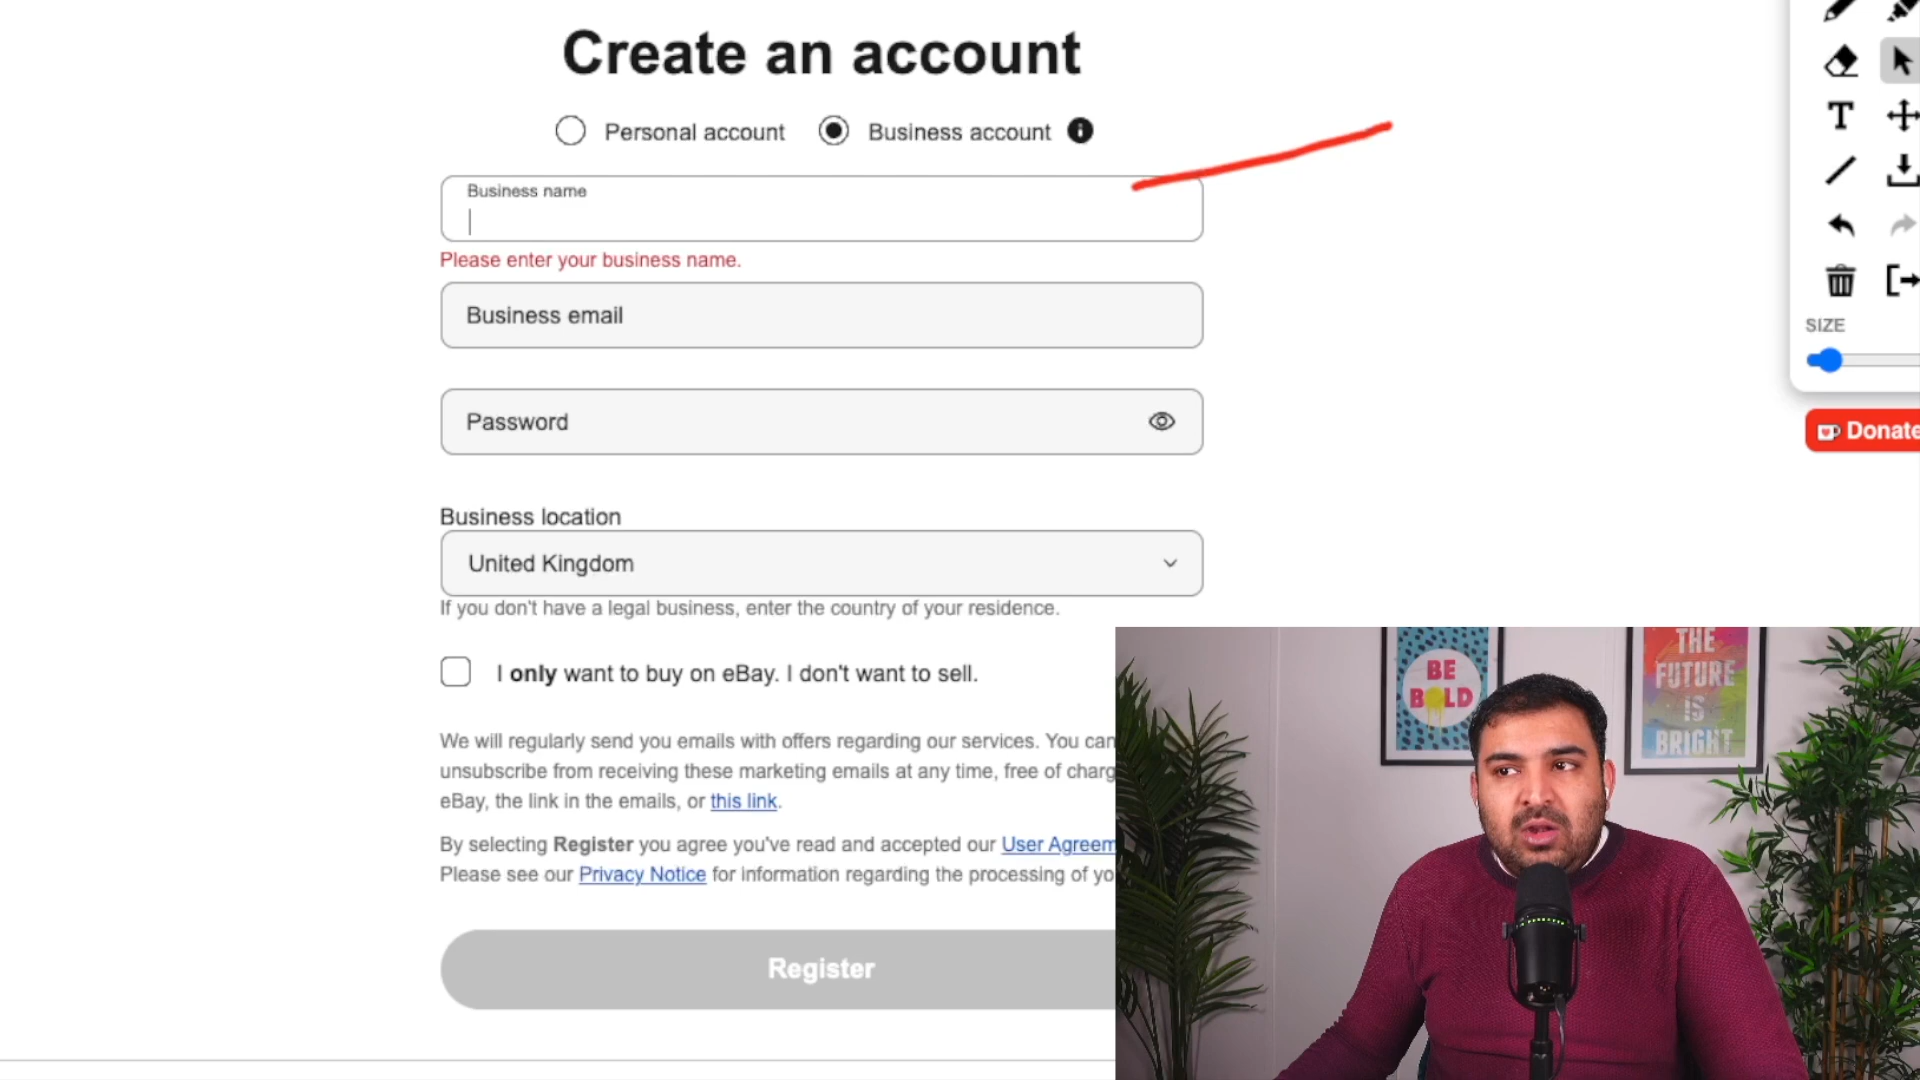 Create an account
Personal account
Business account
Business name
Please enter your business name.
Business email
Password
Business location
United Kingdom
If you don't have a legal business, enter the country of your residence.
I only want to buy on eBay. I don't want to sell.
We will regularly send you emails with offers regarding our services. You can
unsubscribe from receiving these marketing emails at any time, free of charg
eBay, the link in the emails, or this link.
By selecting Register you agree you've read and accepted our User Agreem
Please see our Privacy Notice for information regarding the processing of yo
Register
T
SIZE
Donate
BE
BOLD
THE
FUTURE
IS
BRIGHT